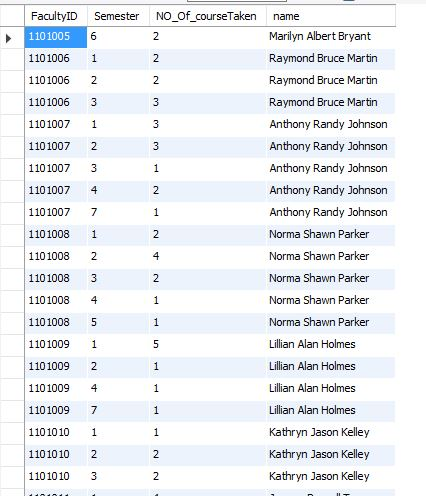 FacultyID Semester NO_Of_courseTaken name
1101005 6 2 Marilyn Albert Bryant
1101006 1 2 Raymond Bruce Martin
1101006 2 2 Raymond Bruce Martin
1101006 3 3 Raymond Bruce Martin
1101007 1 3 Anthony Randy Johnson
1101007 2 3 Anthony Randy Johnson
1101007 3 1 Anthony Randy Johnson
1101007 4 2 Anthony Randy Johnson
1101007 7 1 Anthony Randy Johnson
1101008 1 2 Norma Shawn Parker
1101008 2 4 Norma Shawn Parker
1101008 3 2 Norma Shawn Parker
1101008 4 1 Norma Shawn Parker
1101008 5 1 Norma Shawn Parker
1101009 1 5 Lillian Alan Holmes
1101009 2 1 Lillian Alan Holmes
1101009 4 1 Lillian Alan Holmes
1101009 7 1 Lillian Alan Holmes
1101010 1 1 Kathryn Jason Kelley
1101010 2 2 Kathryn Jason Kelley
1101010 3 2 Kathryn Jason Kelley